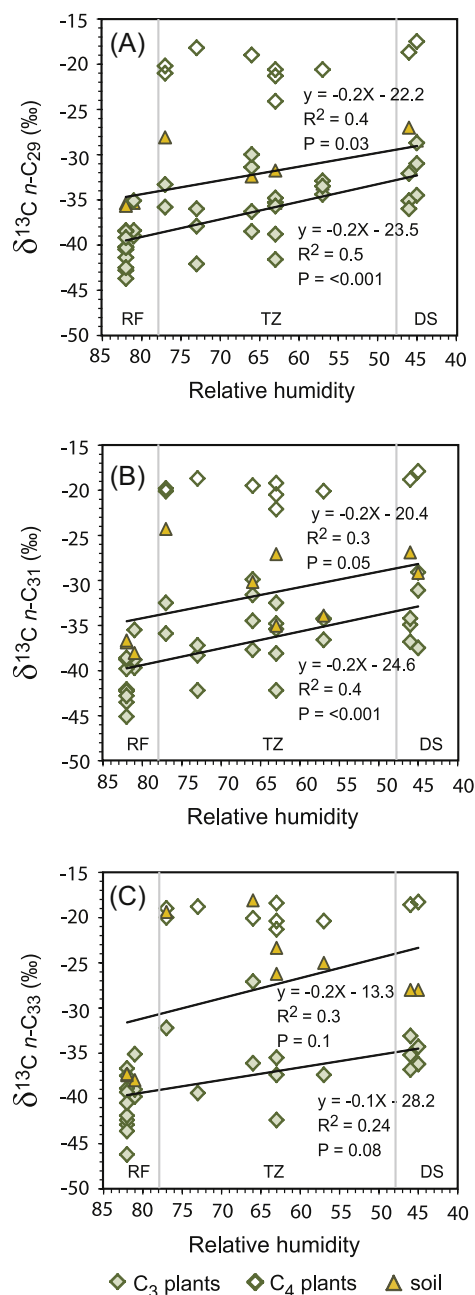 (A)
δ13C n-C29 (‰)
-15
-20
-25
-30
-35
-40
-45
-50
y = -0.2X - 22.2
R2 = 0.4
P = 0.03
y = -0.2X - 23.5
R2 = 0.5
P = <0.001
RF TZ DS
85 80 75 70 65 60 55 50 45 40
Relative humidity
(B)
δ13C n-C31 (‰)
-15
-20
-25
-30
-35
-40
-45
-50
y = -0.2X - 20.4
R2 = 0.3
P = 0.05
y = -0.2X - 24.6
R2 = 0.4
P = <0.001
RF TZ DS
85 80 75 70 65 60 55 50 45 40
Relative humidity
(C)
δ13C n-C33 (‰)
-15
-20
-25
-30
-35
-40
-45
-50
y = -0.2X - 13.3
R2 = 0.3
P = 0.1
y = -0.1X - 28.2
R2 = 0.24
P = 0.08
RF TZ DS
85 80 75 70 65 60 55 50 45 40
Relative humidity
C3 plants C4 plants soil